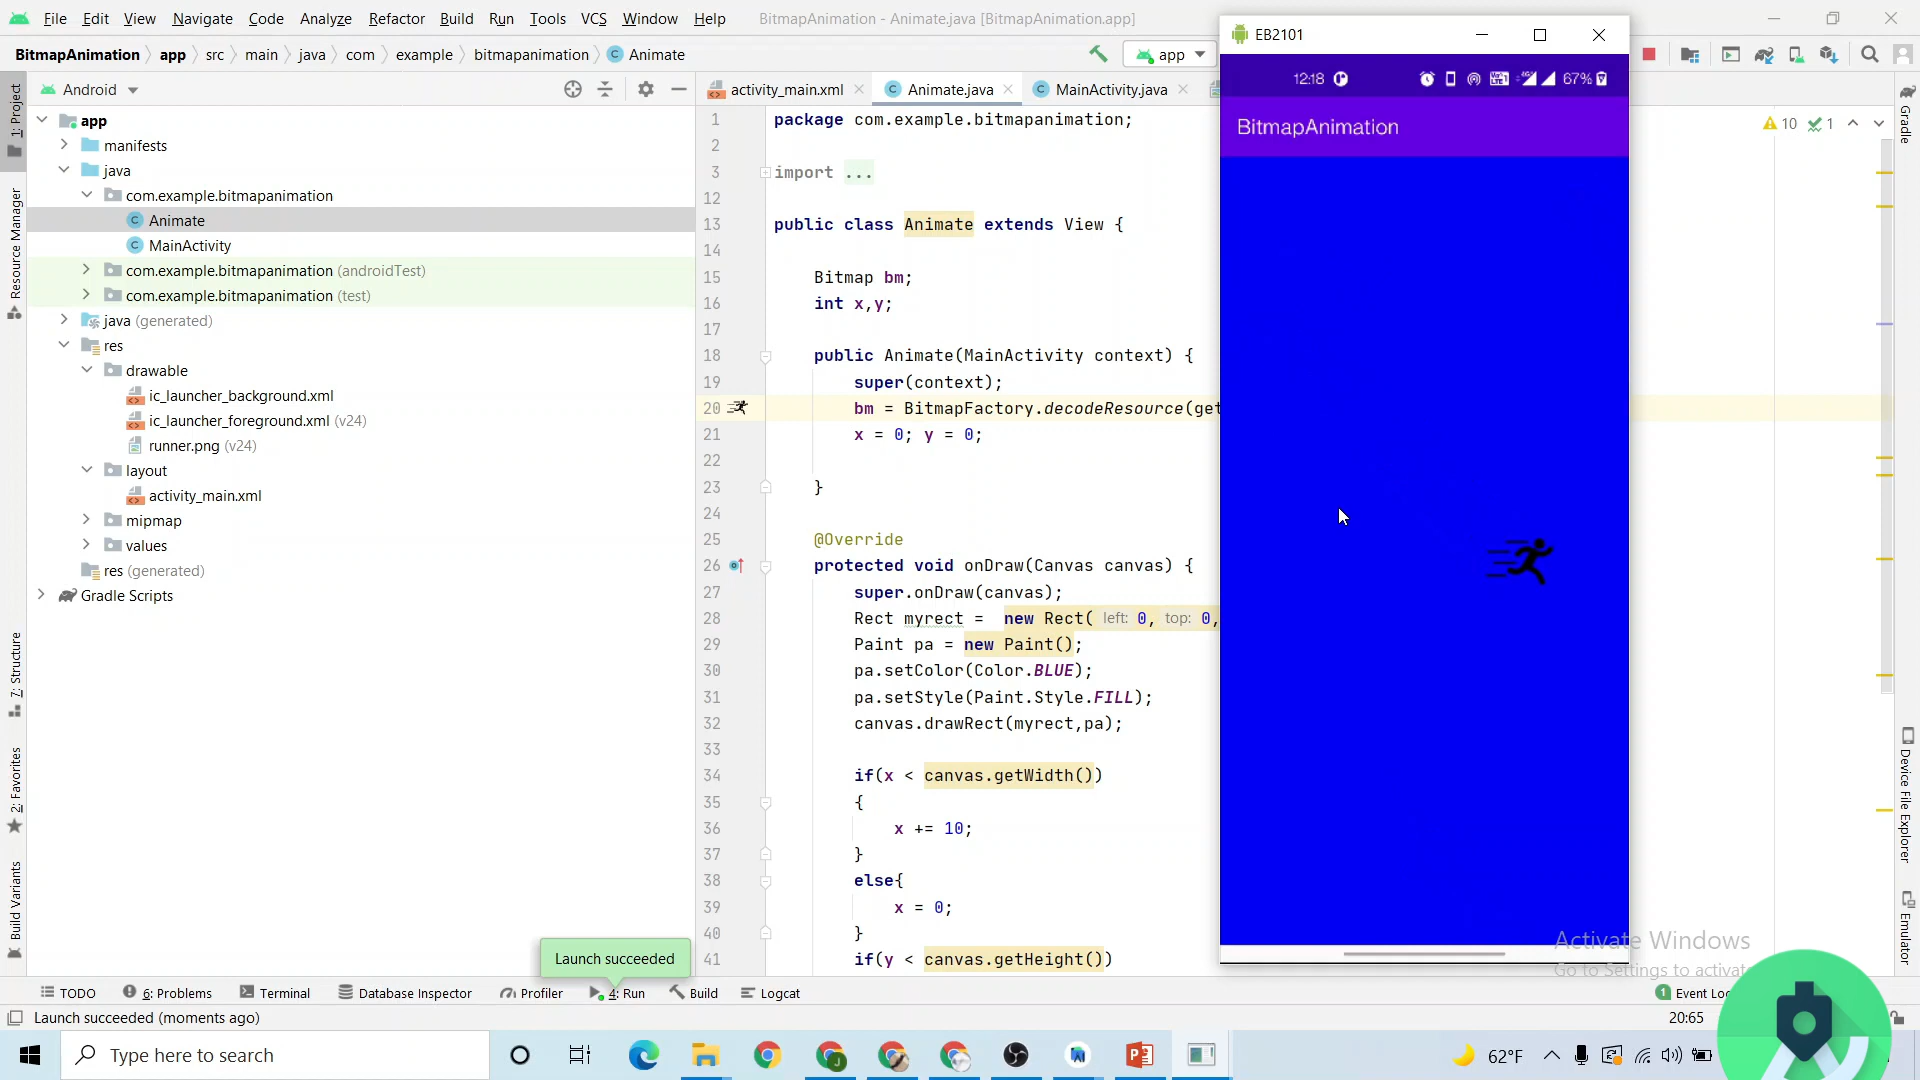 File Edit View Navigate Code Analyze Refactor Build Run Tools VCS Window Help BitmapAnimation - Animate.java [BitmapAnimation.app]
BitmapAnimation app src main java com example bitmapanimation Animate app
Android
activity_main.xml Animate.java MainActivity.java
1: Project
Resource Manager
7: Structure
2: Favorites
Build Variants
app
manifests
java
com.example.bitmapanimation
Animate
MainActivity
com.example.bitmapanimation (androidTest)
com.example.bitmapanimation (test)
java (generated)
res
drawable
ic_launcher_background.xml
ic_launcher_foreground.xml (v24)
runner.png (v24)
layout
activity_main.xml
mipmap
values
res (generated)
Gradle Scripts
1 package com.example.bitmapanimation;
2
3 import ...
12
13 public class Animate extends View {
14
15 Bitmap bm;
16 int x,y;
17
18 public Animate(MainActivity context) {
19 super(context);
20 bm = BitmapFactory.decodeResource(get
21 x = 0; y = 0;
22
23 }
24
25 @Override
26 protected void onDraw(Canvas canvas) {
27 super.onDraw(canvas);
28 Rect myrect = new Rect( left: 0, top: 0,
29 Paint pa = new Paint();
30 pa.setColor(Color.BLUE);
31 pa.setStyle(Paint.Style.FILL);
32 canvas.drawRect(myrect,pa);
33
34 if(x < canvas.getWidth())
35 {
36 x += 10;
37 }
38 else{
39 x = 0;
40 }
41 if(y < canvas.getHeight())
EB2101
12:18 67%
BitmapAnimation
10 1
Gradle
Device File Explorer
Emulator
Activate Windows
Go to Settings to activat
Launch succeeded
TODO 6: Problems Terminal Database Inspector Profiler 4: Run Build Logcat 1 Event Lo
Launch succeeded (moments ago) 20:65
Type here to search 62°F